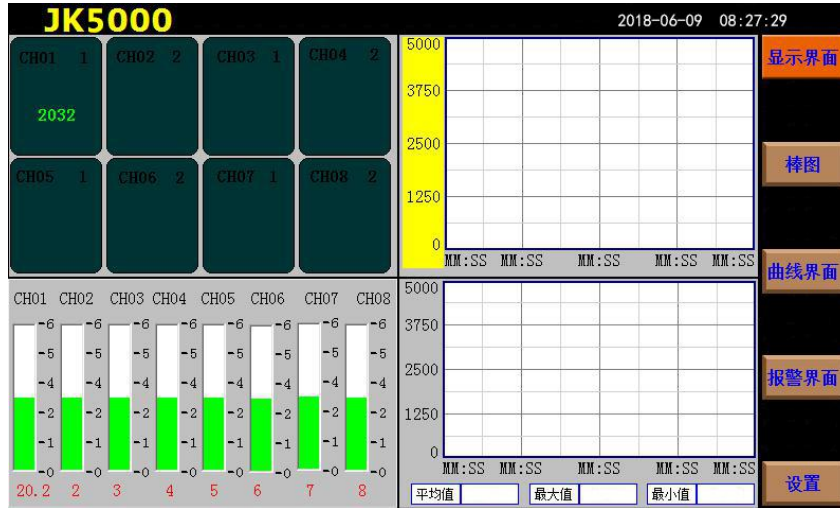 JK5000
2018-06-09 08:27:29
CH01 1 CH02 2 CH03 1 CH04 2
2032
CH05 1 CH06 2 CH07 1 CH08 2
5000
3750
2500
1250
0
MM:SS MM:SS MM:SS MM:SS MM:SS
CH01 CH02 CH03 CH04 CH05 CH06 CH07 CH08
-6 -6 -6 -6 -6 -6 -6 -6
-5 -5 -5 -5 -5 -5 -5 -5
-4 -4 -4 -4 -4 -4 -4 -4
-2 -2 -2 -2 -2 -2 -2 -2
-1 -1 -1 -1 -1 -1 -1 -1
-0 -0 -0 -0 -0 -0 -0 -0
20.2 2 3 4 5 6 7 8
5000
3750
2500
1250
0
MM:SS MM:SS MM:SS MM:SS MM:SS
平均值 最大值 最小值
显示界面
棒图
曲线界面
报警界面
设置